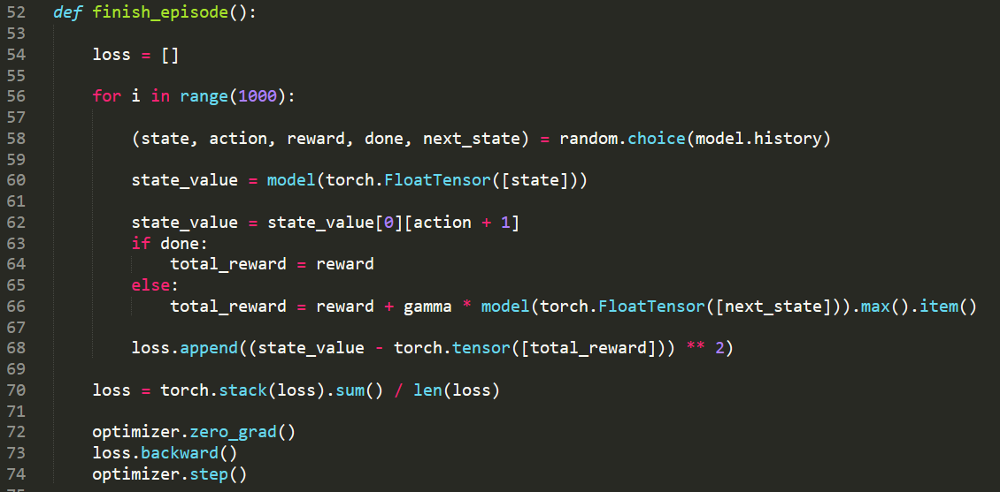 52 def finish_episode():
53
54 loss = []
55
56 for i in range(1000):
57
58 (state, action, reward, done, next_state) = random.choice(model.history)
59
60 state_value = model(torch.FloatTensor([state]))
61
62 state_value = state_value[0][action + 1]
63 if done:
64 total_reward = reward
65 else:
66 total_reward = reward + gamma * model(torch.FloatTensor([next_state])).max().item()
67
68 loss.append((state_value - torch.tensor([total_reward])) ** 2)
69
70 loss = torch.stack(loss).sum() / len(loss)
71
72 optimizer.zero_grad()
73 loss.backward()
74 optimizer.step()